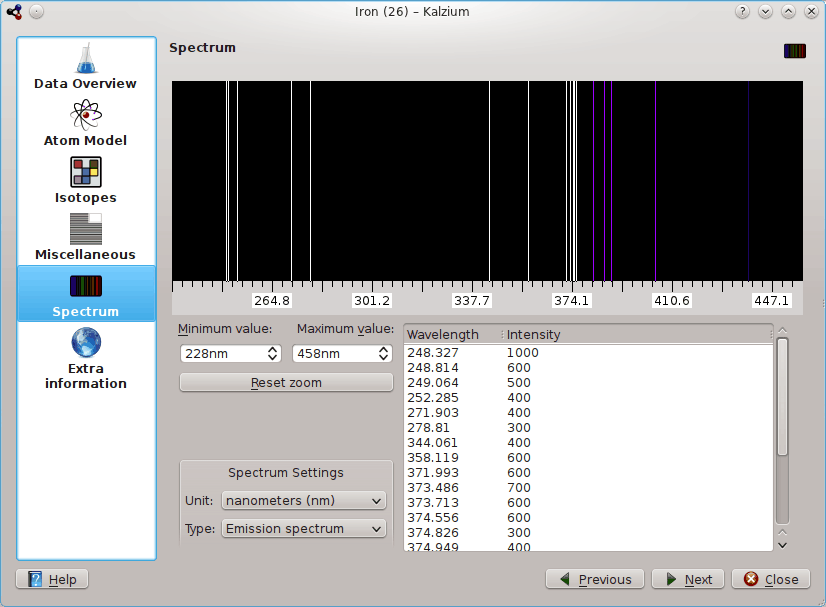 Iron (26) – Kalzium
Data Overview
Atom Model
Isotopes
Miscellaneous
Spectrum
Extra
information
Spectrum
264.8 301.2 337.7 374.1 410.6 447.1
Minimum value: Maximum value:
228nm 458nm
Reset zoom
Spectrum Settings
Unit: nanometers (nm)
Type: Emission spectrum
Wavelength Intensity
248.327 1000
248.814 600
249.064 500
252.285 400
271.903 400
278.81 300
344.061 400
358.119 600
371.993 600
373.486 700
373.713 600
374.556 600
374.826 300
374.949 400
Help Previous Next Close